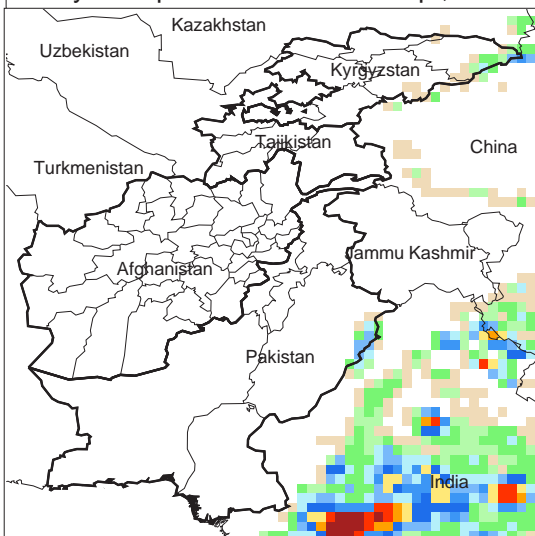 Kazakhstan
Uzbekistan
Kyrgyzstan
Tajikistan
China
Turkmenistan
Jammu Kashmir
Afghanistan
Pakistan
India